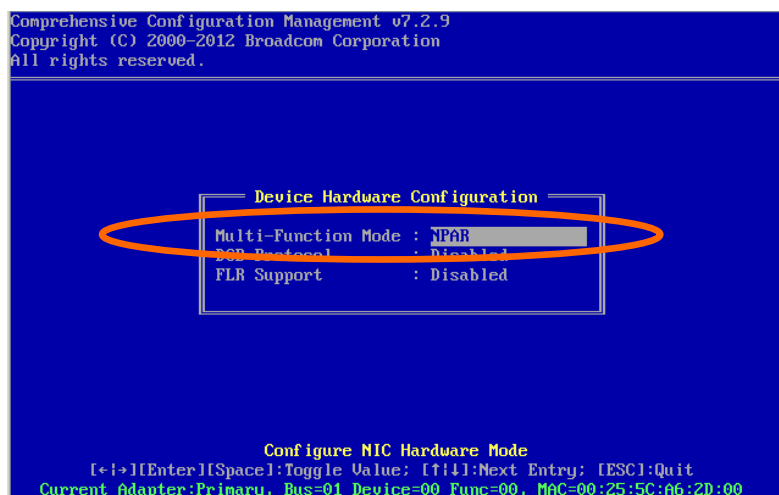 Comprehensive Configuration Management v7.2.9
Copyright (C) 2000-2012 Broadcom Corporation
All rights reserved.
Device Hardware Configuration
Multi-Function Mode : NPAR
DCB Protocol : Disabled
FLR Support : Disabled
Configure NIC Hardware Mode
[←|→][Enter][Space]:Toggle Value; [↑|↓]:Next Entry; [ESC]:Quit
Current Adapter:Primary, Bus=01 Device=00 Func=00, MAC=00:25:5C:A6:2D:00